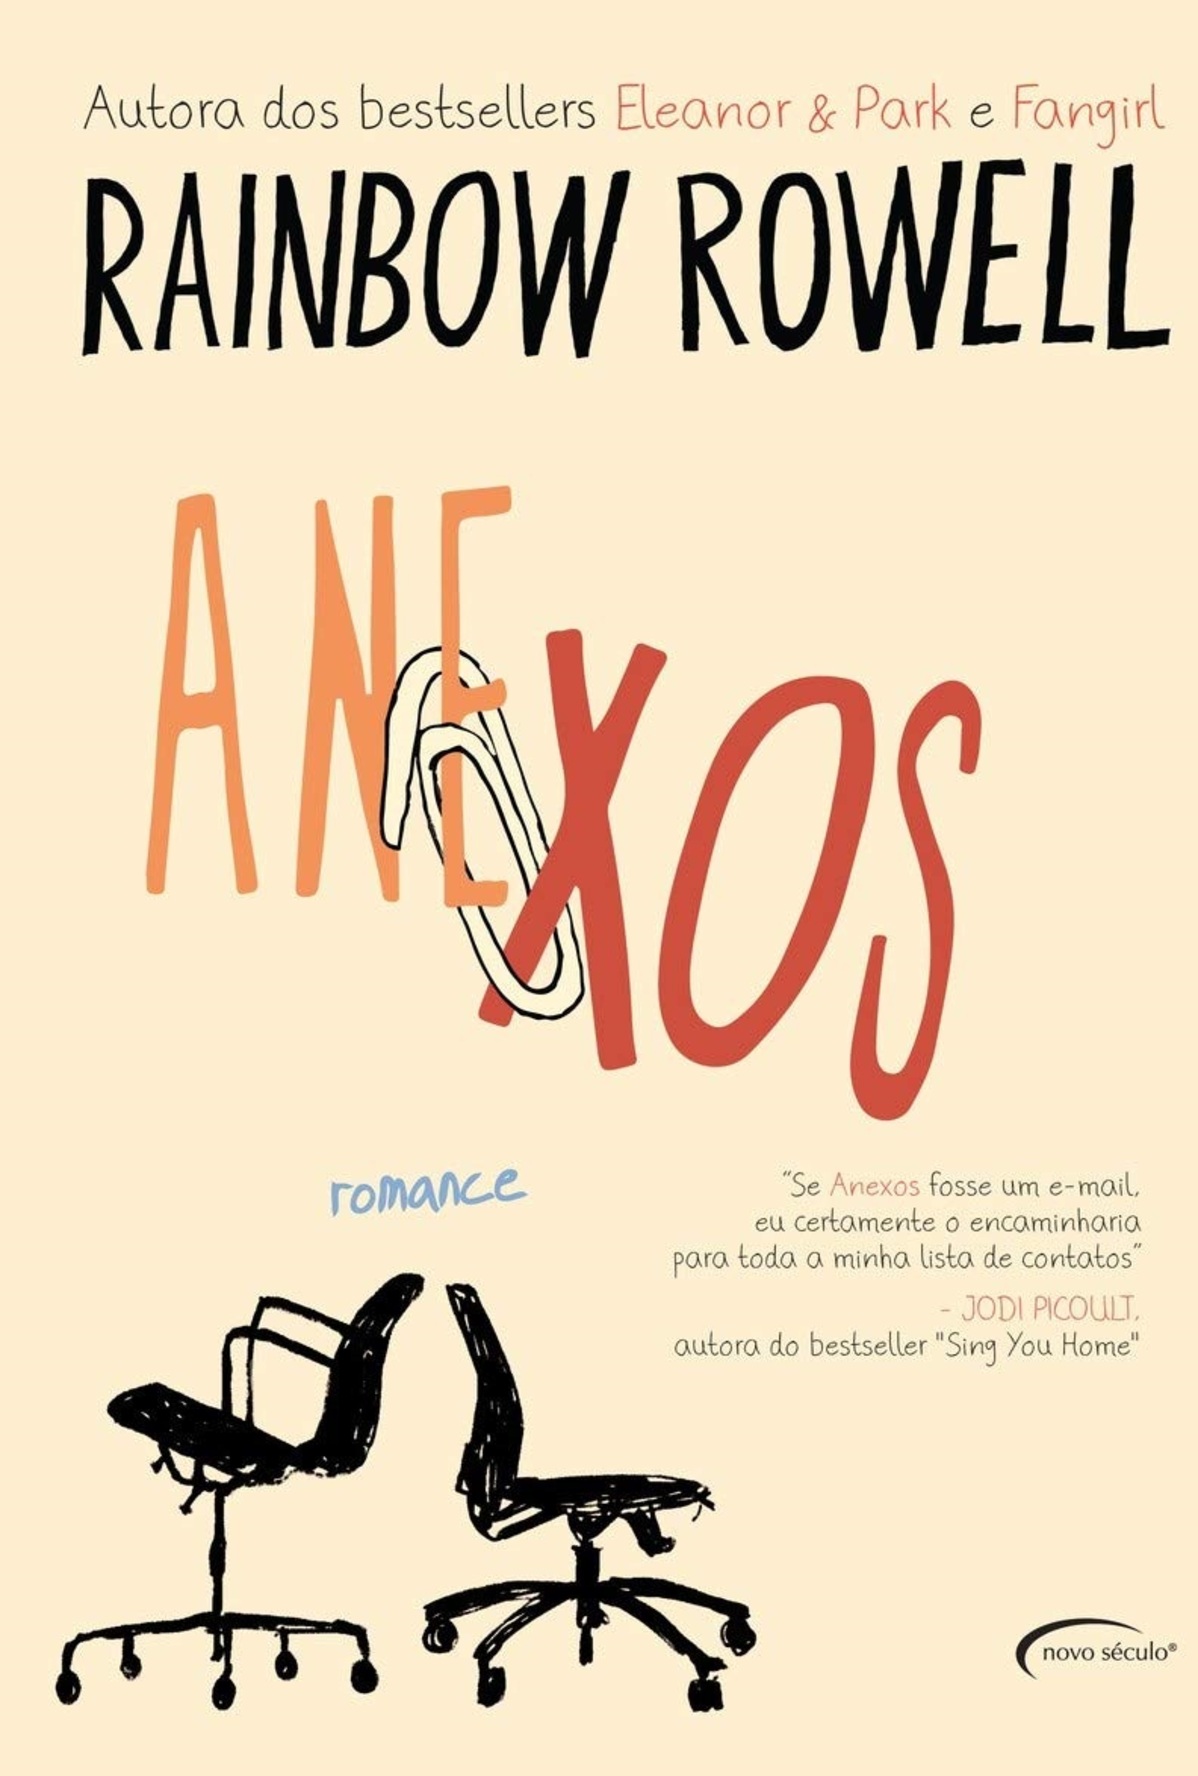 Autora dos bestsellers Eleanor & Park e Fangirl
RAINBOW ROWELL
ANEXOS
romance
“Se Anexos fosse um e-mail,
eu certamente o encaminharia
para toda a minha lista de contatos”
- JODI PICOULT,
autora do bestseller "Sing You Home"
novo século®